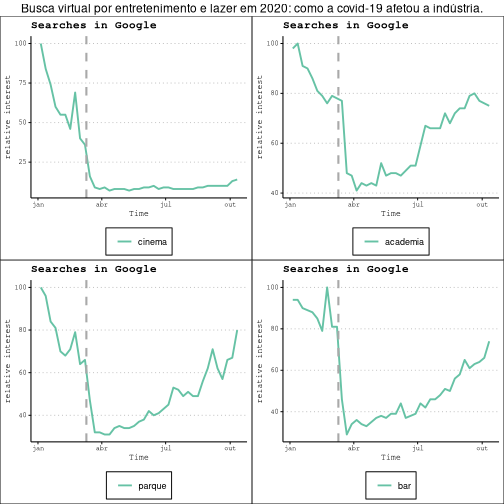 Busca virtual por entretenimento e lazer em 2020: como a covid-19 afetou a indústria.
Searches in Google
relative interest
100
75
50
25
jan
abr
jul
out
Time
cinema
Searches in Google
relative interest
100
80
60
40
jan
abr
jul
out
Time
academia
Searches in Google
relative interest
100
80
60
40
jan
abr
jul
out
Time
parque
Searches in Google
relative interest
100
80
60
40
jan
abr
jul
out
Time
bar